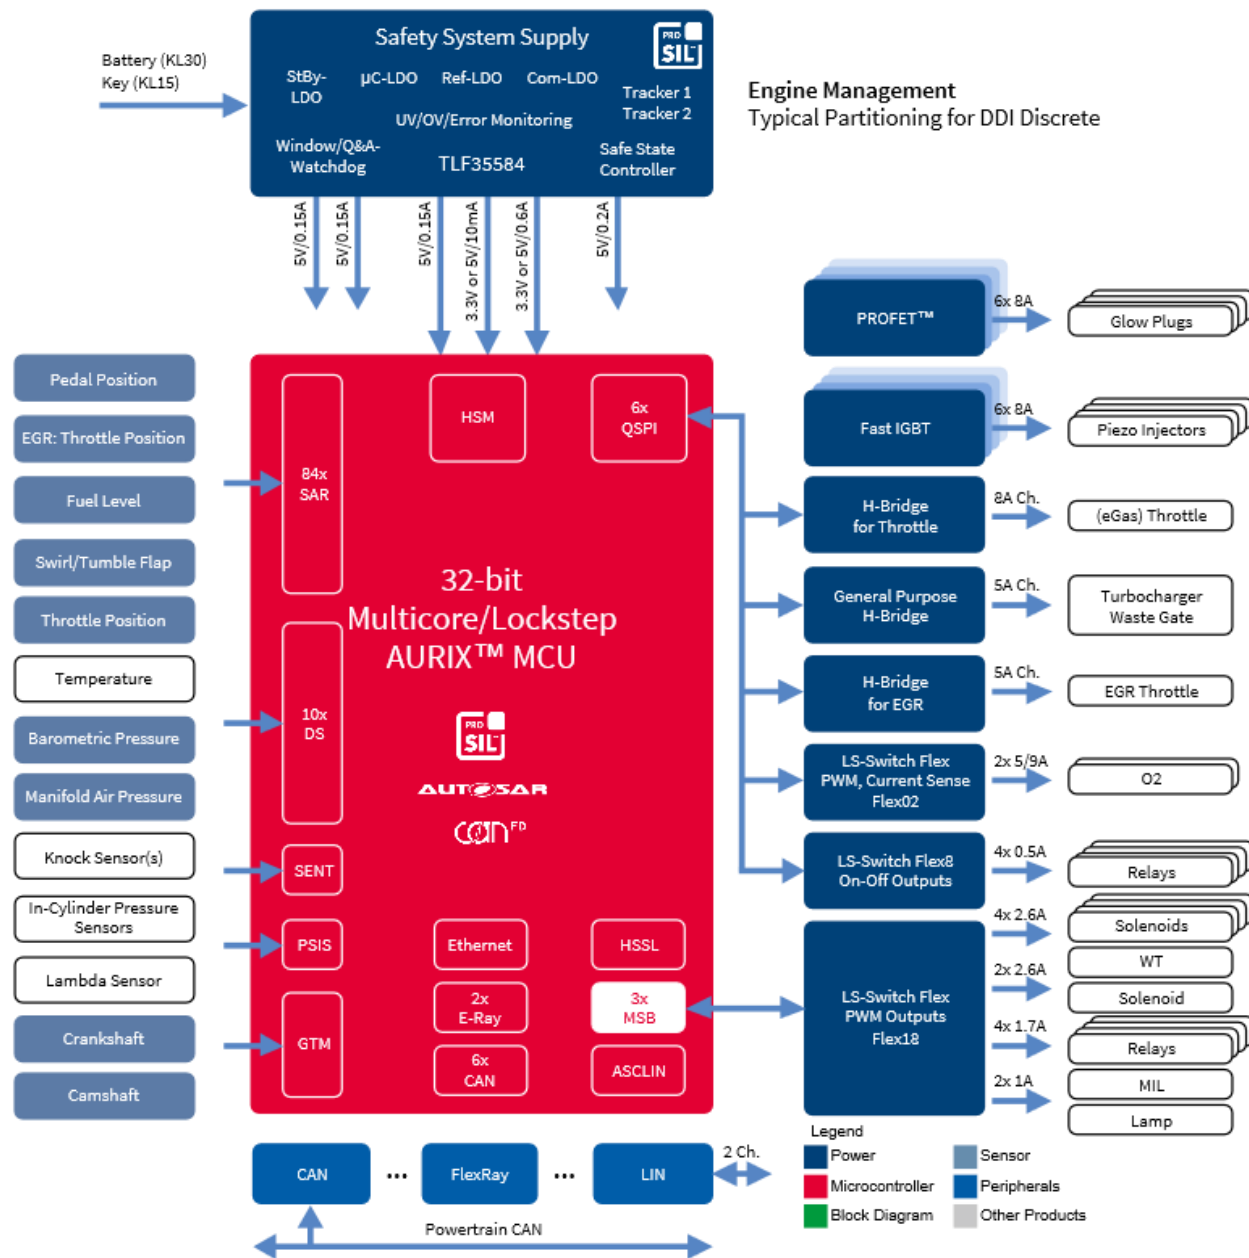 Safety System Supply
PRO
SIL
Battery (KL30)
Key (KL15)
StBy-
LDO
µC-LDO
Ref-LDO
Com-LDO
Tracker 1
Tracker 2
UV/OV/Error Monitoring
Window/Q&A-
Watchdog
TLF35584
Safe State
Controller
Engine Management
Typical Partitioning for DDI Discrete
5V/0.15A
5V/0.15A
5V/0.15A
3.3V or 5V/10mA
3.3V or 5V/0.6A
5V/0.2A
Pedal Position
EGR: Throttle Position
Fuel Level
Swirl/Tumble Flap
Throttle Position
Temperature
Barometric Pressure
Manifold Air Pressure
Knock Sensor(s)
In-Cylinder Pressure
Sensors
Lambda Sensor
Crankshaft
Camshaft
84x
SAR
HSM
6x
QSPI
32-bit
Multicore/Lockstep
AURIX™ MCU
10x
DS
PRO
SIL
AUTOSAR
CAN FD
SENT
PSIS
GTM
Ethernet
2x
E-Ray
6x
CAN
HSSL
3x
MSB
ASCLIN
PROFET™
6x 8A
Glow Plugs
Fast IGBT
6x 8A
Piezo Injectors
H-Bridge
for Throttle
8A Ch.
(eGas) Throttle
General Purpose
H-Bridge
5A Ch.
Turbocharger
Waste Gate
H-Bridge
for EGR
5A Ch.
EGR Throttle
LS-Switch Flex
PWM, Current Sense
Flex02
2x 5/9A
O2
LS-Switch Flex8
On-Off Outputs
4x 0.5A
Relays
LS-Switch Flex
PWM Outputs
Flex18
4x 2.6A
Solenoids
WT
2x 2.6A
Solenoid
4x 1.7A
Relays
2x 1A
MIL
Lamp
CAN
...
FlexRay
...
LIN
2 Ch.
Powertrain CAN
Legend
Power
Sensor
Microcontroller
Peripherals
Block Diagram
Other Products